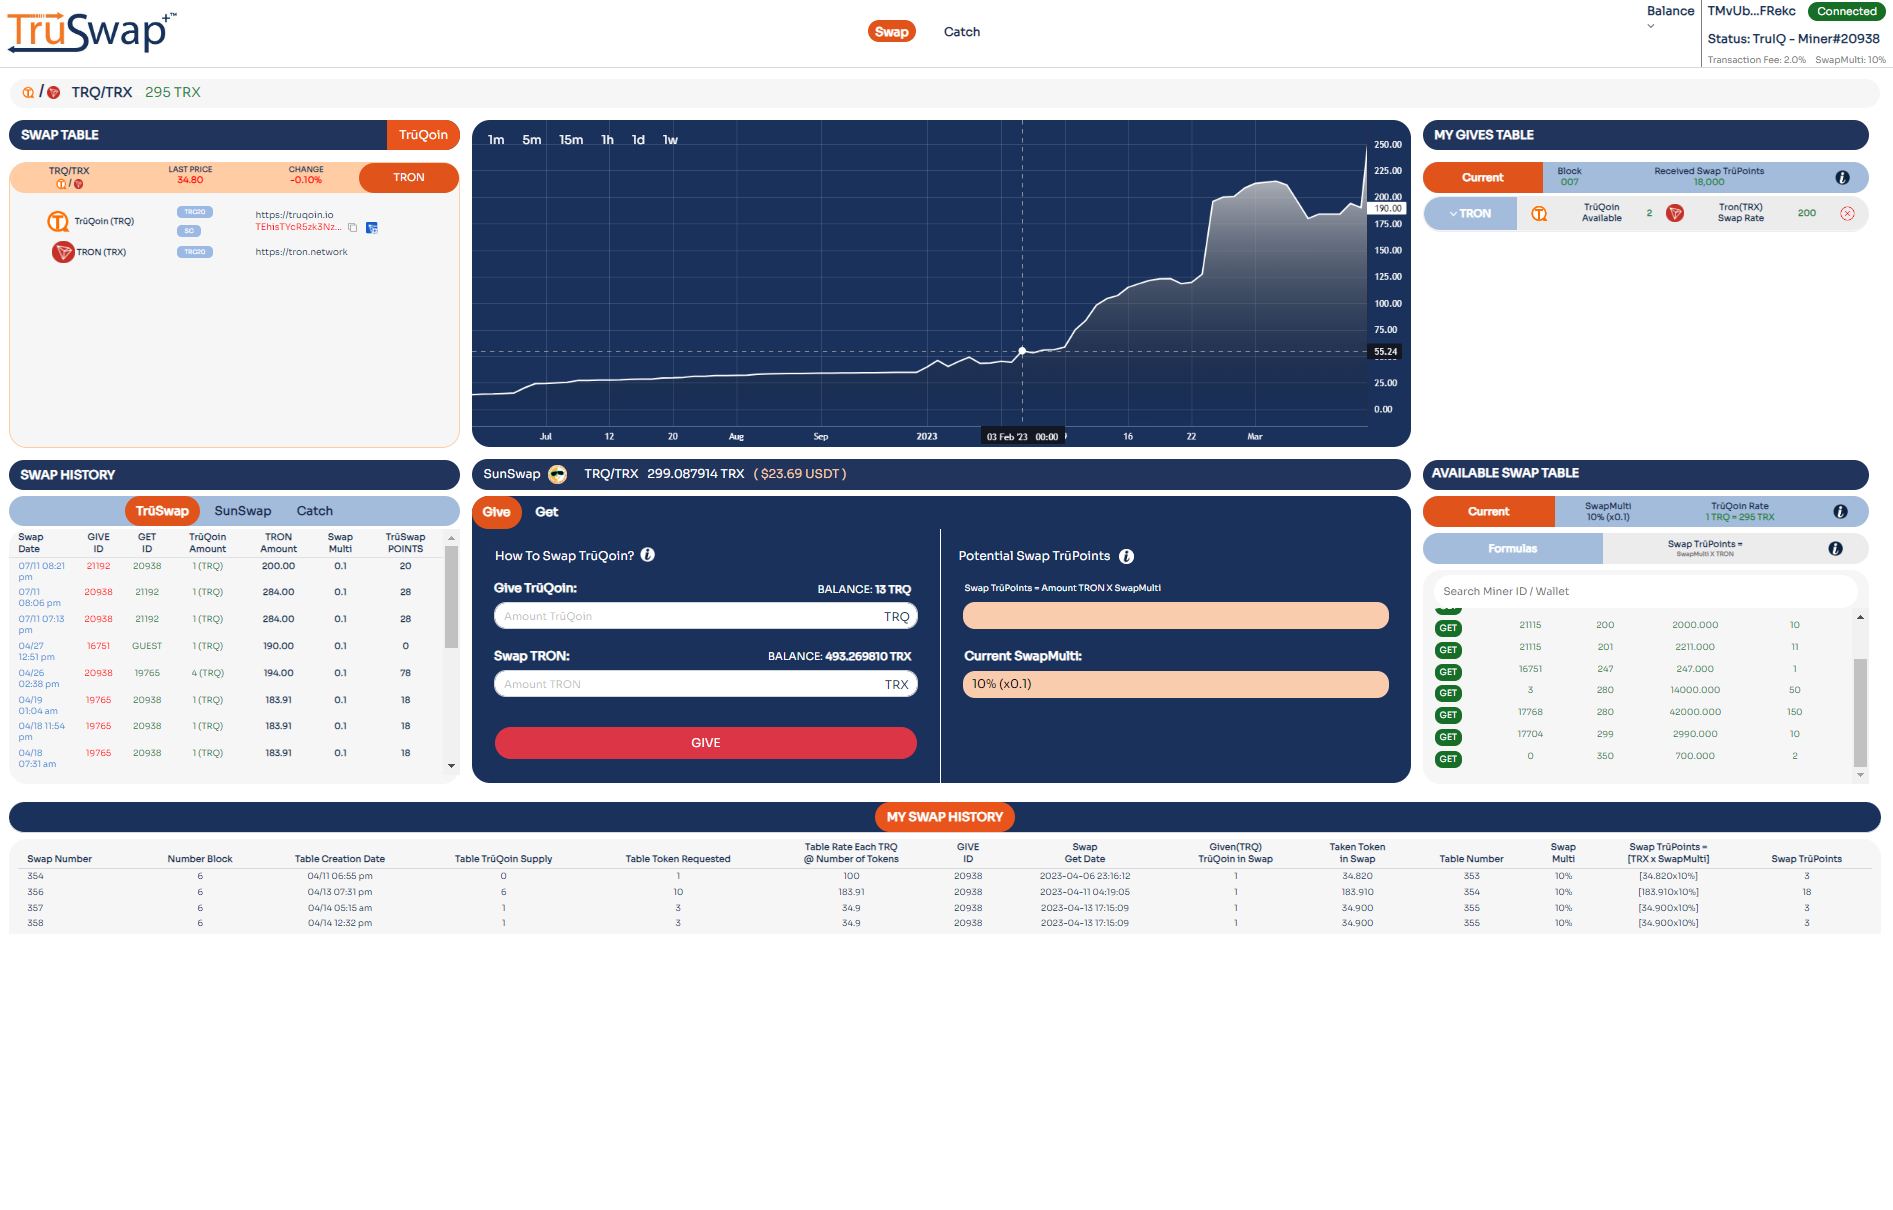 TrūSwap+™
Swap
Catch
Balance
TMvUb...FRekc
Connected
Status: TruIQ - Miner#20938
Transaction Fee: 2.0% SwapMulti: 10%
/ TRQ/TRX 295 TRX
SWAP TABLE
TrūQoin
TRQ/TRX
/
LAST PRICE
34.80
CHANGE
-0.10%
TRON
TrūQoin (TRQ)
TRC20
SC
https://truqoin.io
TEhisTYcR5zk3Nz...
TRON (TRX)
TRC20
https://tron.network
1m 5m 15m 1h 1d 1w
250.00
225.00
200.00
190.00
175.00
150.00
125.00
100.00
75.00
55.24
25.00
0.00
Jul 12 20 Aug Sep 2023 03 Feb '23 00:00 16 22 Mar
MY GIVES TABLE
Current
Block
007
Received Swap TrūPoints
18,000
TRON
TrūQoin
Available
2
Tron(TRX)
Swap Rate
200
SWAP HISTORY
TrūSwap SunSwap Catch
Swap Date GIVE ID GET ID TrūQoin Amount TRON Amount Swap Multi TrūSwap POINTS
07/11 08:21 pm 21192 20938 1 (TRQ) 200.00 0.1 20
07/11 08:06 pm 20938 21192 1 (TRQ) 284.00 0.1 28
07/11 07:13 pm 20938 21192 1 (TRQ) 284.00 0.1 28
04/27 12:51 pm 16751 GUEST 1 (TRQ) 190.00 0.1 0
04/26 02:38 pm 20938 19765 4 (TRQ) 194.00 0.1 78
04/19 01:04 am 19765 20938 1 (TRQ) 183.91 0.1 18
04/18 11:54 pm 19765 20938 1 (TRQ) 183.91 0.1 18
04/18 07:31 am 19765 20938 1 (TRQ) 183.91 0.1 18
SunSwap TRQ/TRX 299.087914 TRX ( $23.69 USDT )
Give Get
How To Swap TrūQoin?
Give TrūQoin: BALANCE: 13 TRQ
Amount TrūQoin TRQ
Swap TRON: BALANCE: 493.269810 TRX
Amount TRON TRX
GIVE
Potential Swap TrūPoints
Swap TrūPoints = Amount TRON X SwapMulti
Current SwapMulti:
10% (x0.1)
AVAILABLE SWAP TABLE
Current
SwapMulti
10% (x0.1)
TrūQoin Rate
1 TRQ = 295 TRX
Formulas
Swap TrūPoints =
SwapMulti X TRON
Search Miner ID / Wallet
GET 21115 200 2000.000 10
GET 21115 201 2211.000 11
GET 16751 247 247.000 1
GET 3 280 14000.000 50
GET 17768 280 42000.000 150
GET 17704 299 2990.000 10
GET 0 350 700.000 2
MY SWAP HISTORY
Swap Number Number Block Table Creation Date Table TrūQoin Supply Table Token Requested Table Rate Each TRQ @ Number of Tokens GIVE ID Swap Get Date Given(TRQ) TrūQoin in Swap Taken Token in Swap Table Number Swap Multi Swap TrūPoints = [TRX x SwapMulti] Swap TrūPoints
354 6 04/11 06:55 pm 0 1 100 20938 2023-04-06 23:16:12 1 34.820 353 10% [34.820x10%] 3
356 6 04/13 07:31 pm 6 10 183.91 20938 2023-04-11 04:19:05 1 183.910 354 10% [183.910x10%] 18
357 6 04/14 05:15 am 1 3 34.9 20938 2023-04-13 17:15:09 1 34.900 355 10% [34.900x10%] 3
358 6 04/14 12:32 pm 1 3 34.9 20938 2023-04-13 17:15:09 1 34.900 355 10% [34.900x10%] 3